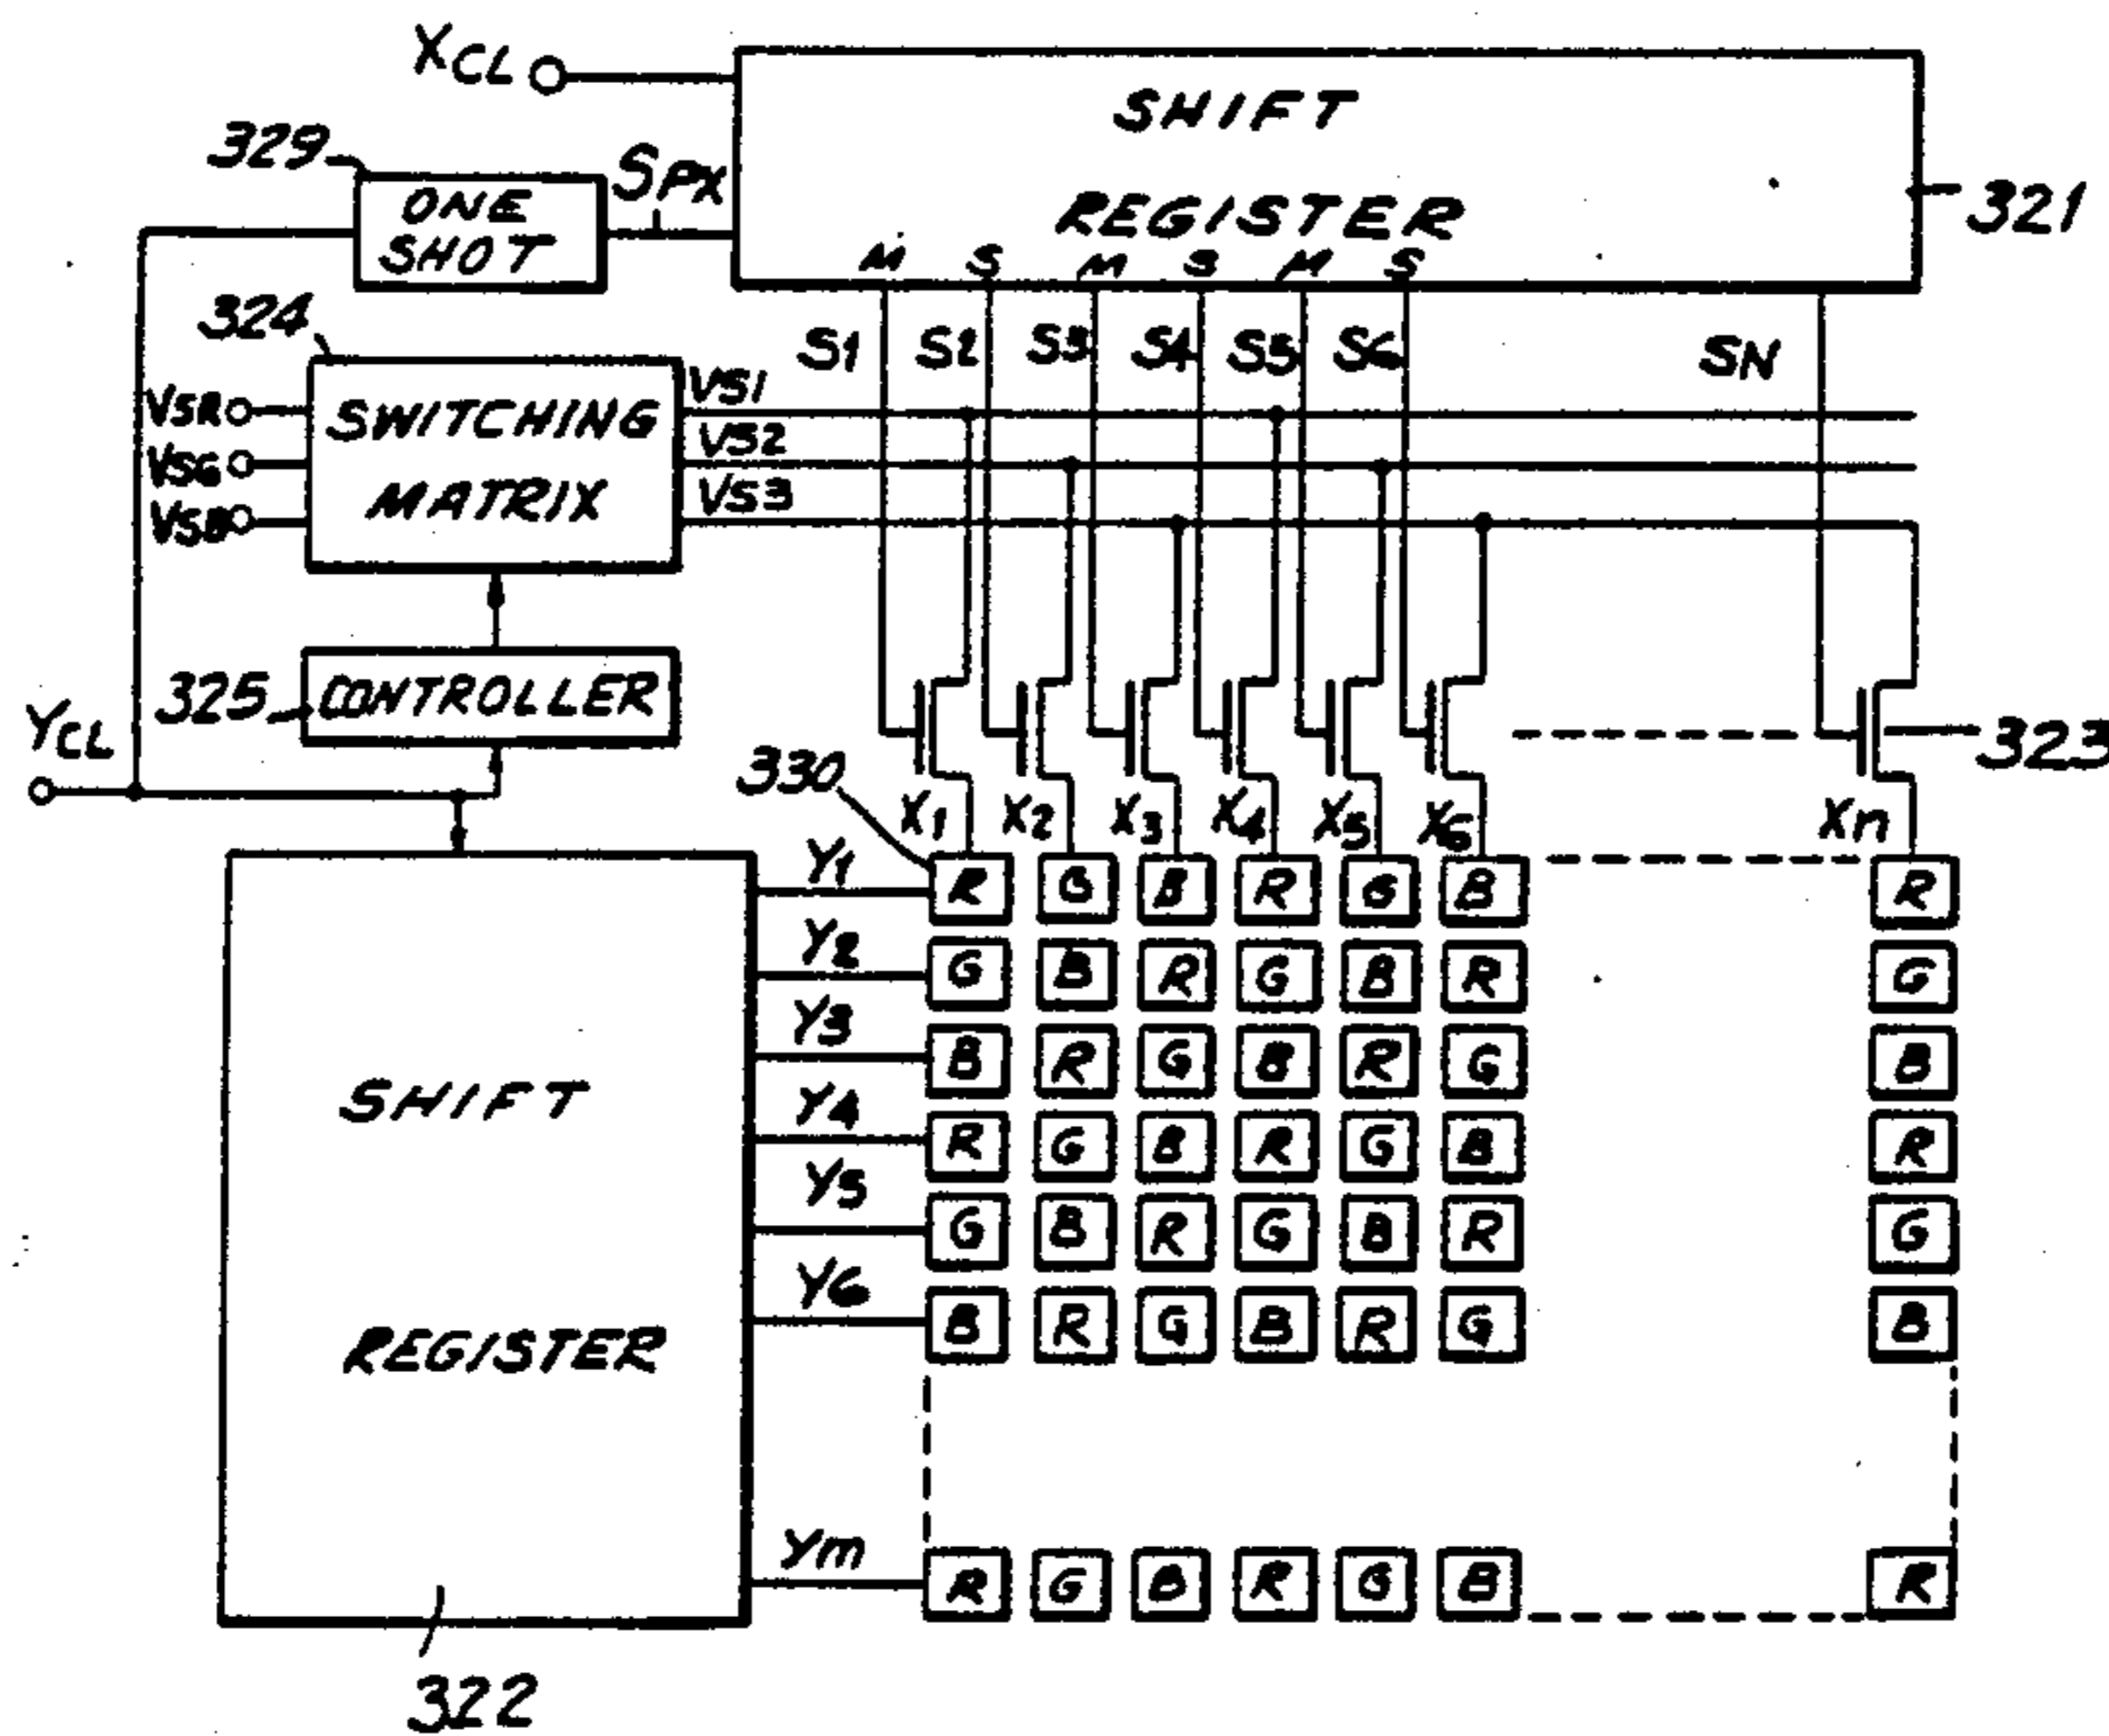 XCL
SHIFT
REGISTER
321
329
ONE
SHOT
SPX
M S M S M S
S1 S2 S3 S4 S5 S6 SN
324
VSR
VSG
VSB
SWITCHING
MATRIX
VS1
VS2
VS3
325
CONTROLLER
YCL
323
330
X1 X2 X3 X4 X5 X6 Xn
SHIFT
REGISTER
322
Y1 R G B R G B R
Y2 G B R G B R G
Y3 B R G B R G B
Y4 R G B R G B R
Y5 G B R G B R G
Y6 B R G B R G B
Ym R G B R G B R